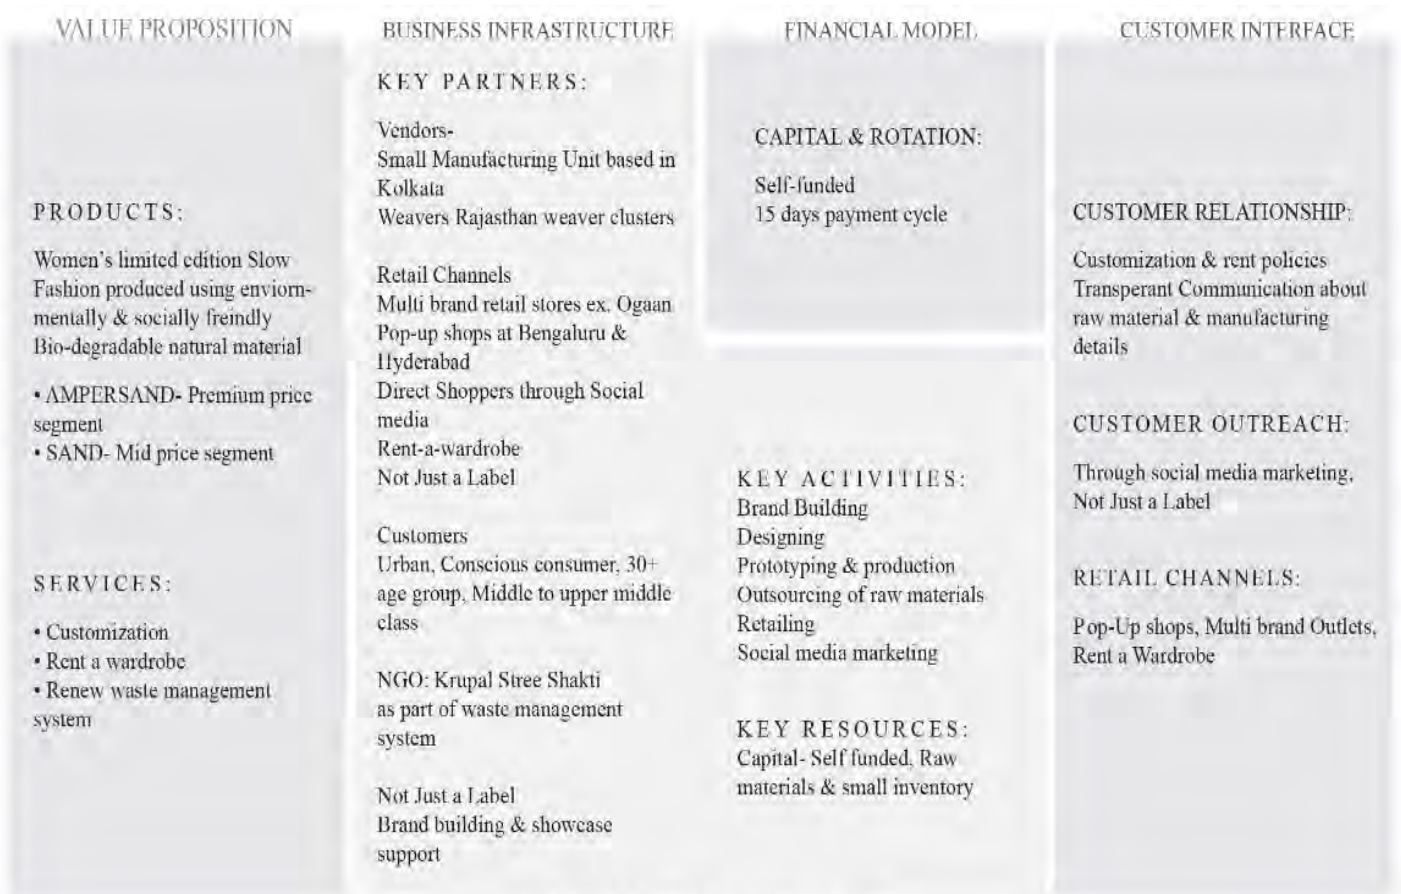 VALUE PROPOSITION
PRODUCTS:
Women's limited edition Slow
Fashion produced using enviorn-
mentally & socially freindly
Bio-degradable natural material
• AMPERSAND- Premium price
segment
• SAND- Mid price segment
SERVICES:
• Customization
• Rent a wardrobe
• Renew waste management
system
BUSINESS INFRASTRUCTURE
KEY PARTNERS:
Vendors-
Small Manufacturing Unit based in
Kolkata
Weavers Rajasthan weaver clusters
Retail Channels
Multi brand retail stores ex. Ogaan
Pop-up shops at Bengaluru &
Hyderabad
Direct Shoppers through Social
media
Rent-a-wardrobe
Not Just a Label
Customers
Urban, Conscious consumer, 30+
age group, Middle to upper middle
class
NGO: Krupal Stree Shakti
as part of waste management
system
Not Just a Label
Brand building & showcase
support
FINANCIAL MODEL
CAPITAL & ROTATION:
Self-funded
15 days payment cycle
KEY ACTIVITIES:
Brand Building
Designing
Prototyping & production
Outsourcing of raw materials
Retailing
Social media marketing
KEY RESOURCES:
Capital- Self funded, Raw
materials & small inventory
CUSTOMER INTERFACE
CUSTOMER RELATIONSHIP:
Customization & rent policies
Transperant Communication about
raw material & manufacturing
details
CUSTOMER OUTREACH:
Through social media marketing,
Not Just a Label
RETAIL CHANNELS:
Pop-Up shops, Multi brand Outlets,
Rent a Wardrobe